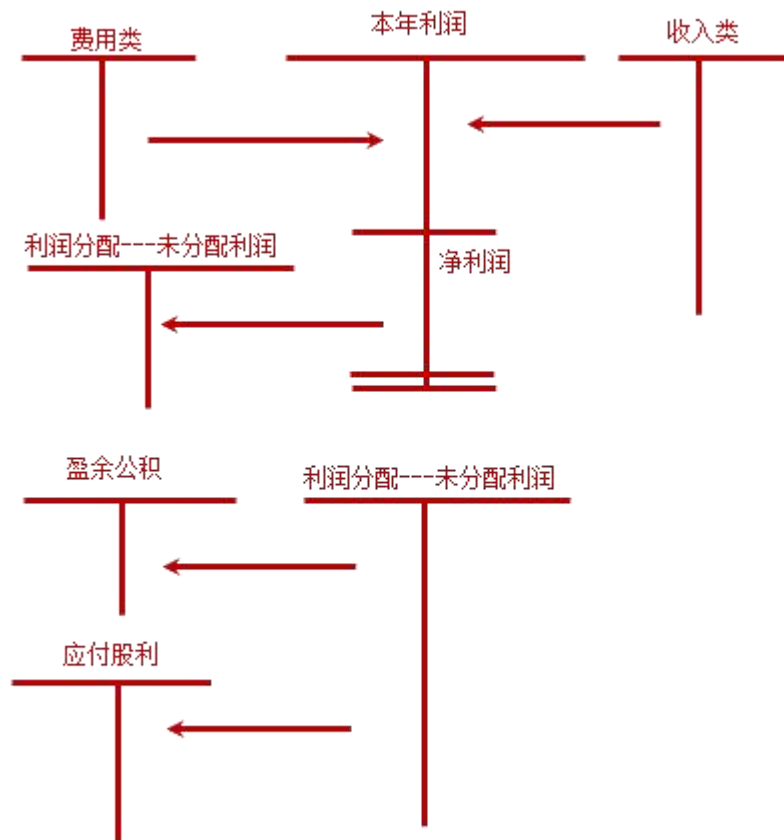 费用类
本年利润
收入类
利润分配---未分配利润
净利润
盈余公积
利润分配---未分配利润
应付股利